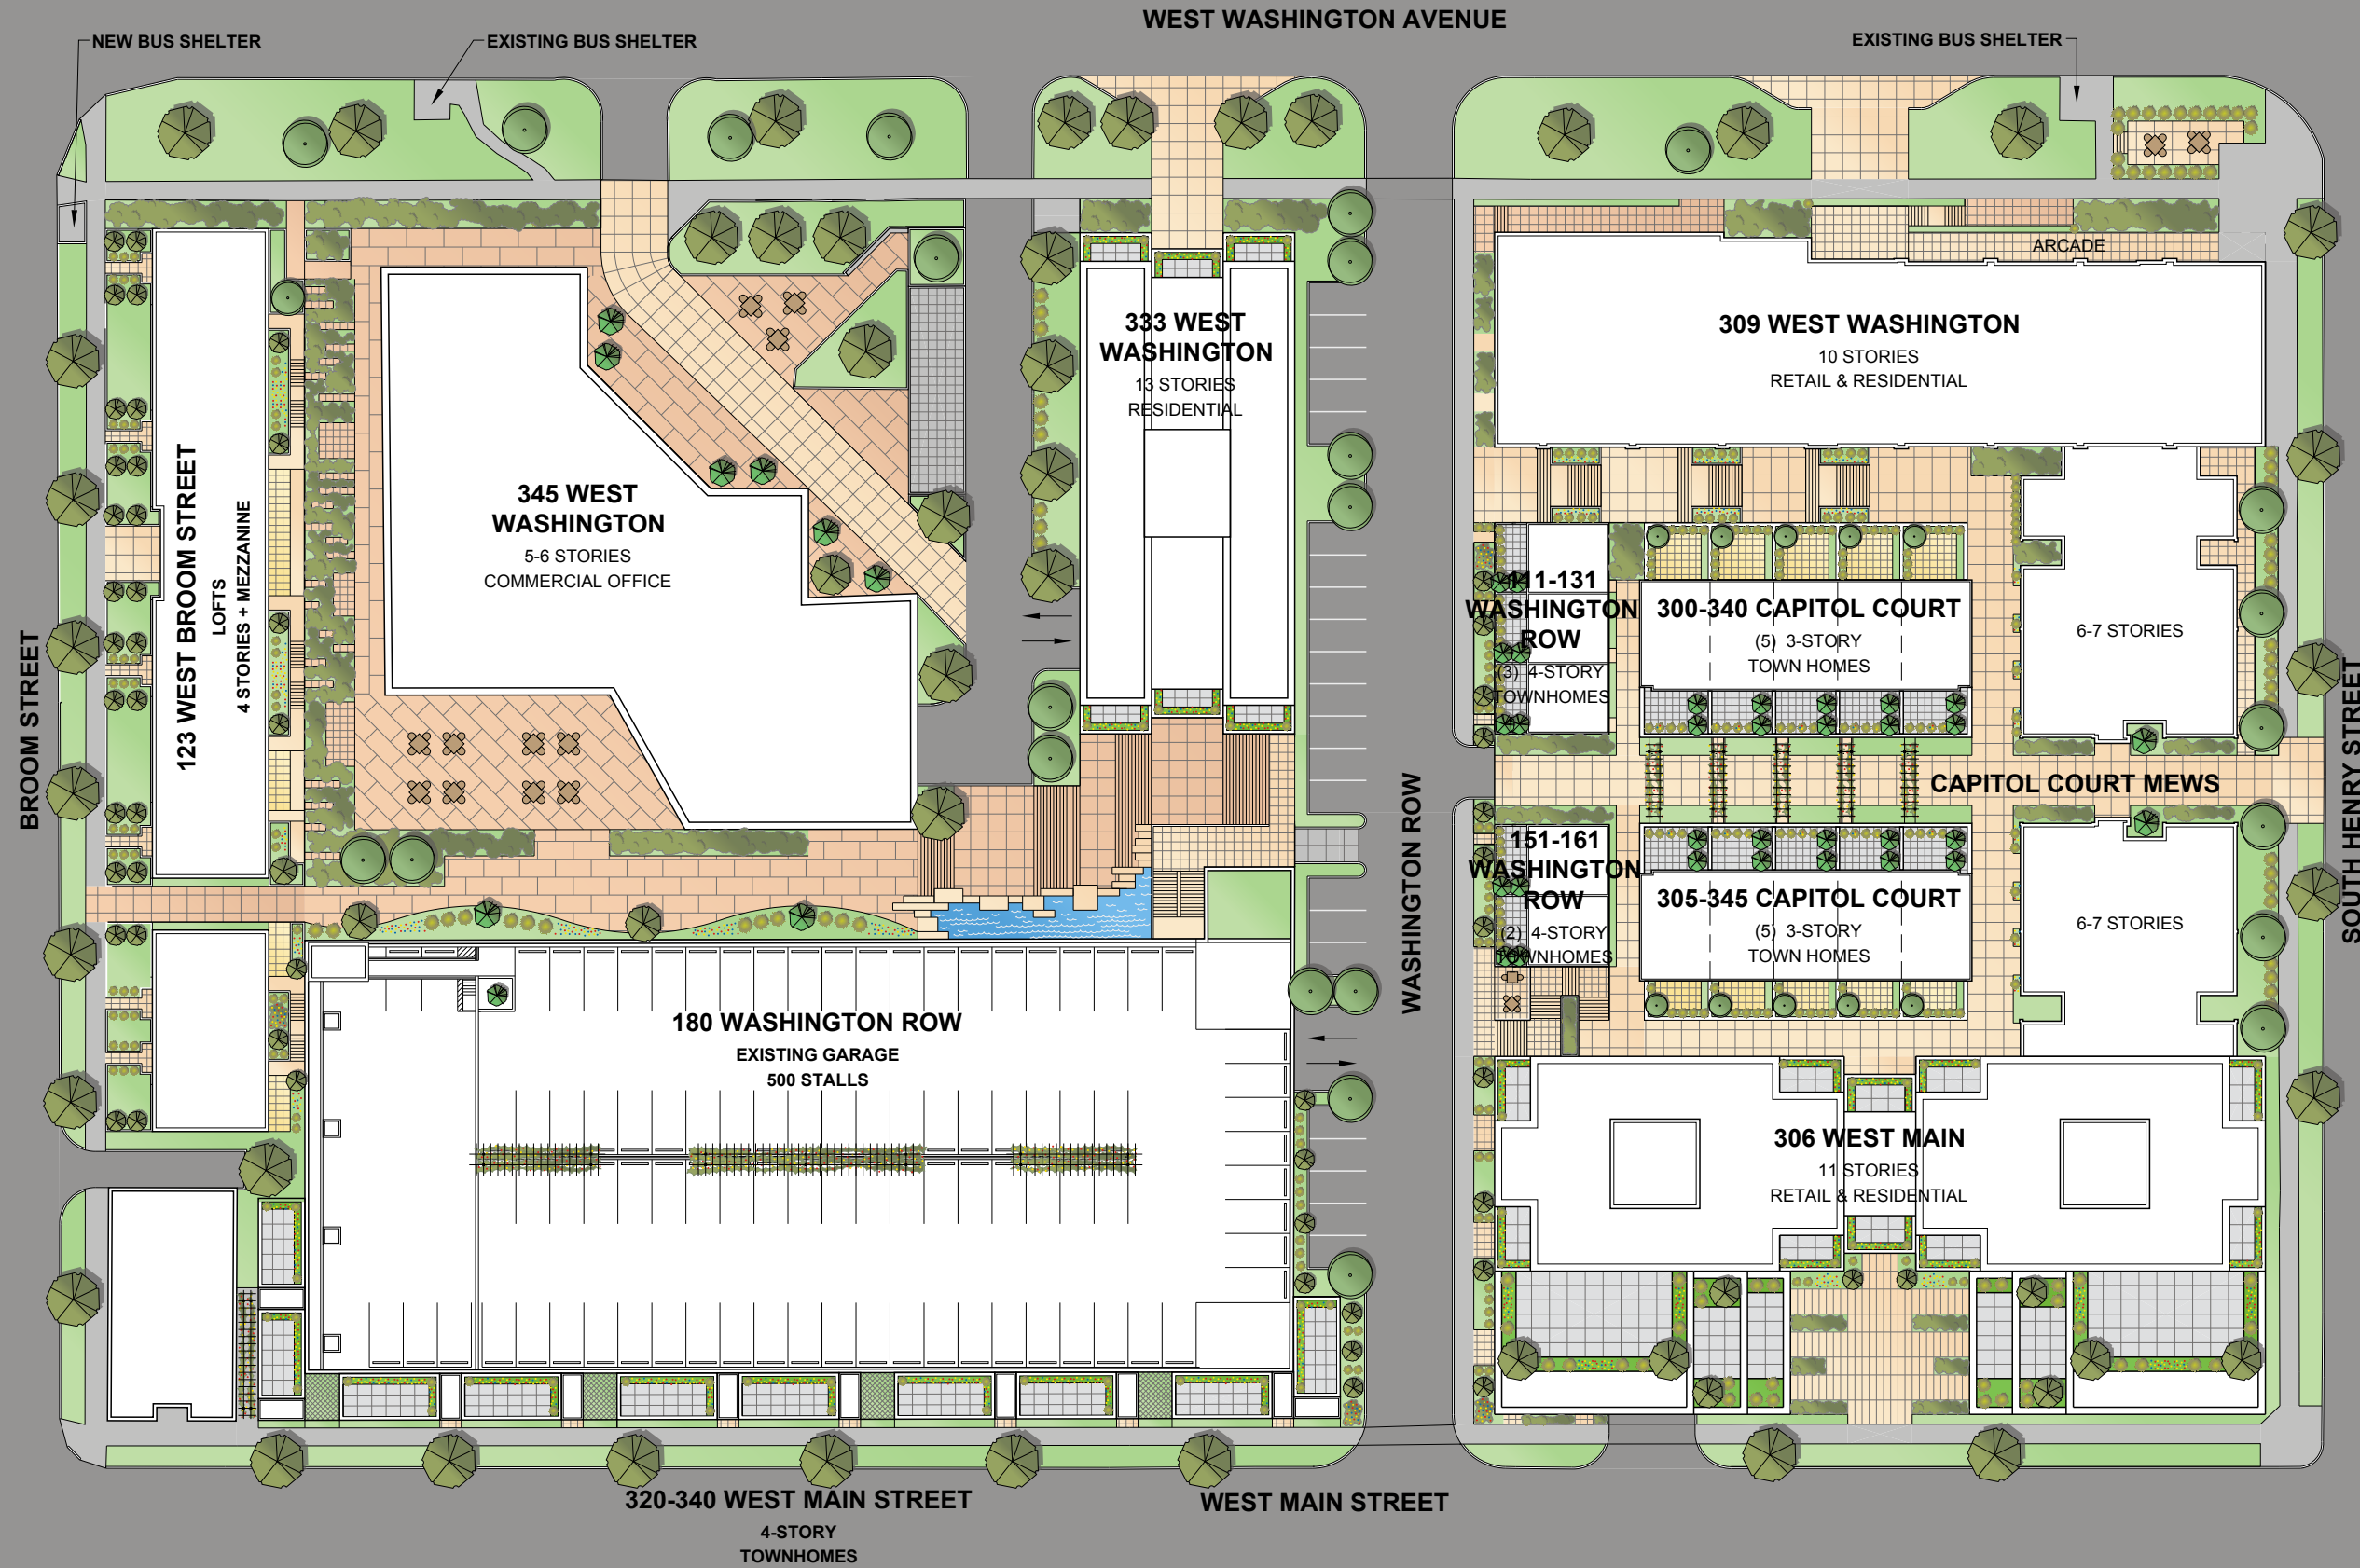 WEST WASHINGTON AVENUE
NEW BUS SHELTER
EXISTING BUS SHELTER
EXISTING BUS SHELTER
ARCADE
123 WEST BROOM STREET
LOFTS
4 STORIES + MEZZANINE
345 WEST
WASHINGTON
5-6 STORIES
COMMERCIAL OFFICE
333 WEST
WASHINGTON
13 STORIES
RESIDENTIAL
309 WEST WASHINGTON
10 STORIES
RETAIL & RESIDENTIAL
111-131
WASHINGTON
ROW
(3) 4-STORY
TOWNHOMES
300-340 CAPITOL COURT
(5) 3-STORY
TOWN HOMES
6-7 STORIES
BROOM STREET
WASHINGTON ROW
SOUTH HENRY STREET
CAPITOL COURT MEWS
151-161
WASHINGTON
ROW
(2) 4-STORY
TOWNHOMES
305-345 CAPITOL COURT
(5) 3-STORY
TOWN HOMES
6-7 STORIES
180 WASHINGTON ROW
EXISTING GARAGE
500 STALLS
306 WEST MAIN
11 STORIES
RETAIL & RESIDENTIAL
320-340 WEST MAIN STREET
4-STORY
TOWNHOMES
WEST MAIN STREET